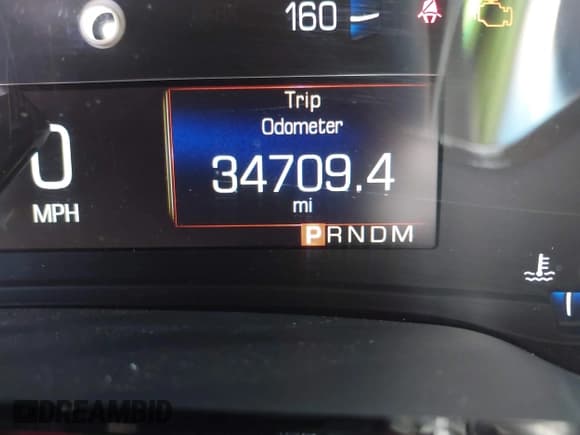 160
Trip
Odometer
34709.4
mi
0
MPH
PRNDM
DREAMBID